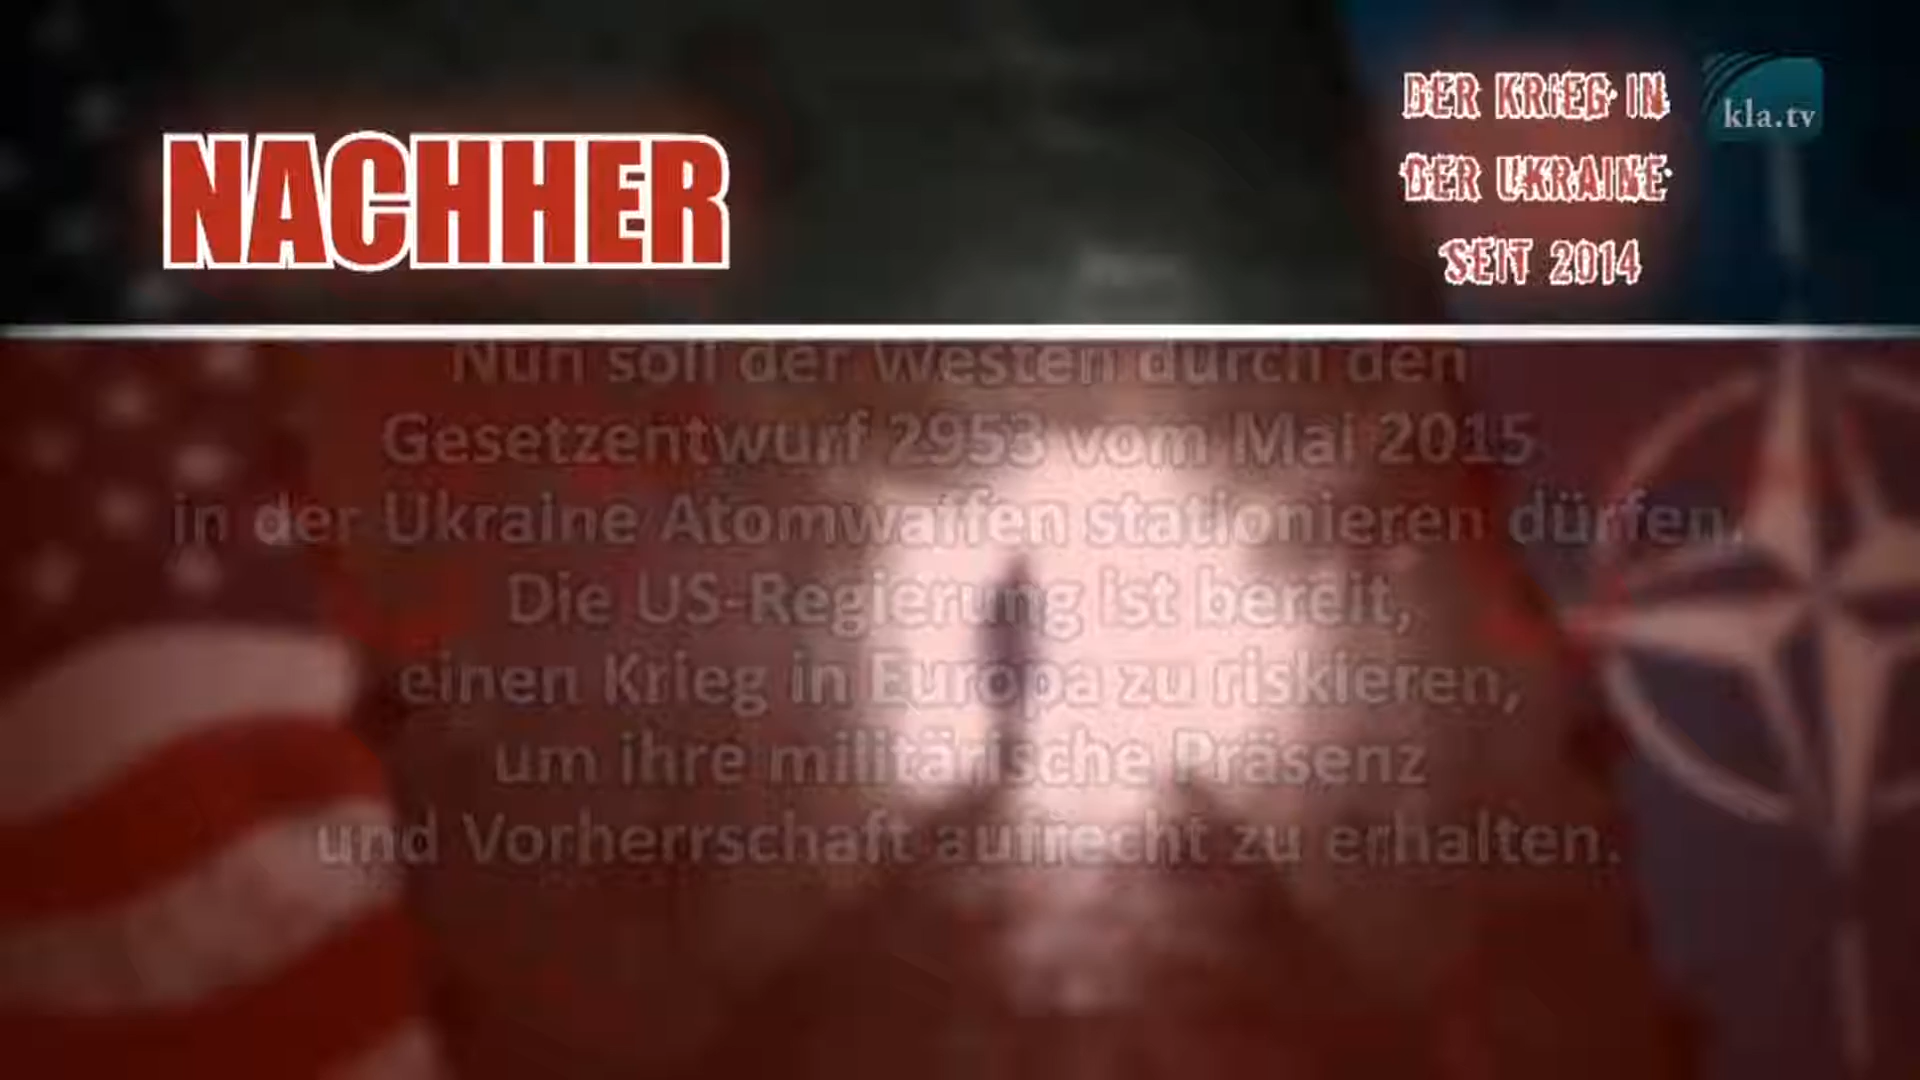 NACHHER
DER KRIEG IN
DER UKRAINE
SEIT 2014
kla.tv
Nun soll der Westen durch den
Gesetzentwurf 2953 vom Mai 2015
in der Ukraine Atomwaffen stationieren dürfen.
Die US-Regierung ist bereit,
einen Krieg in Europa zu riskieren,
um ihre militärische Präsenz
und Vorherrschaft aufrecht zu erhalten.